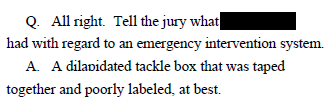 Q. All right. Tell the jury what
had with regard to an emergency intervention system.
A. A dilapidated tackle box that was taped
together and poorly labeled, at best.